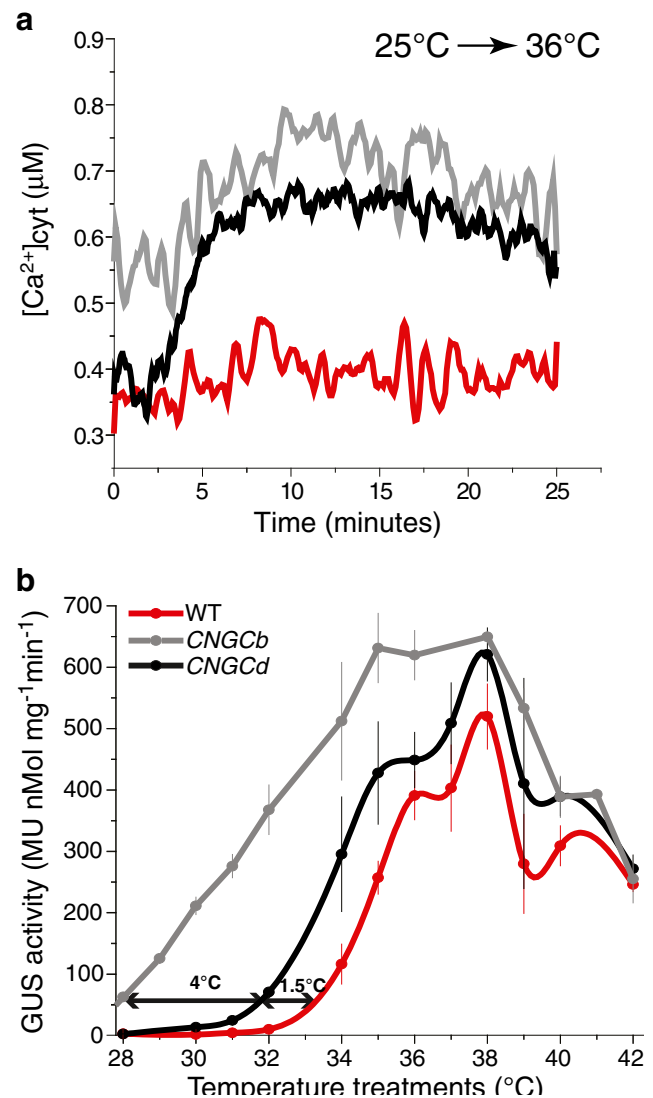 a
25°C → 36°C
0.9
0.8
0.7
0.6
0.5
0.4
0.3
[Ca²⁺]cyt (μM)
0 5 10 15 20 25
Time (minutes)
b
700
600
500
400
300
200
100
0
GUS activity (MU nMol mg⁻¹min⁻¹)
WT
CNGCb
CNGCd
4°C 1.5°C
28 30 32 34 36 38 40 42
Temperature treatments (°C)